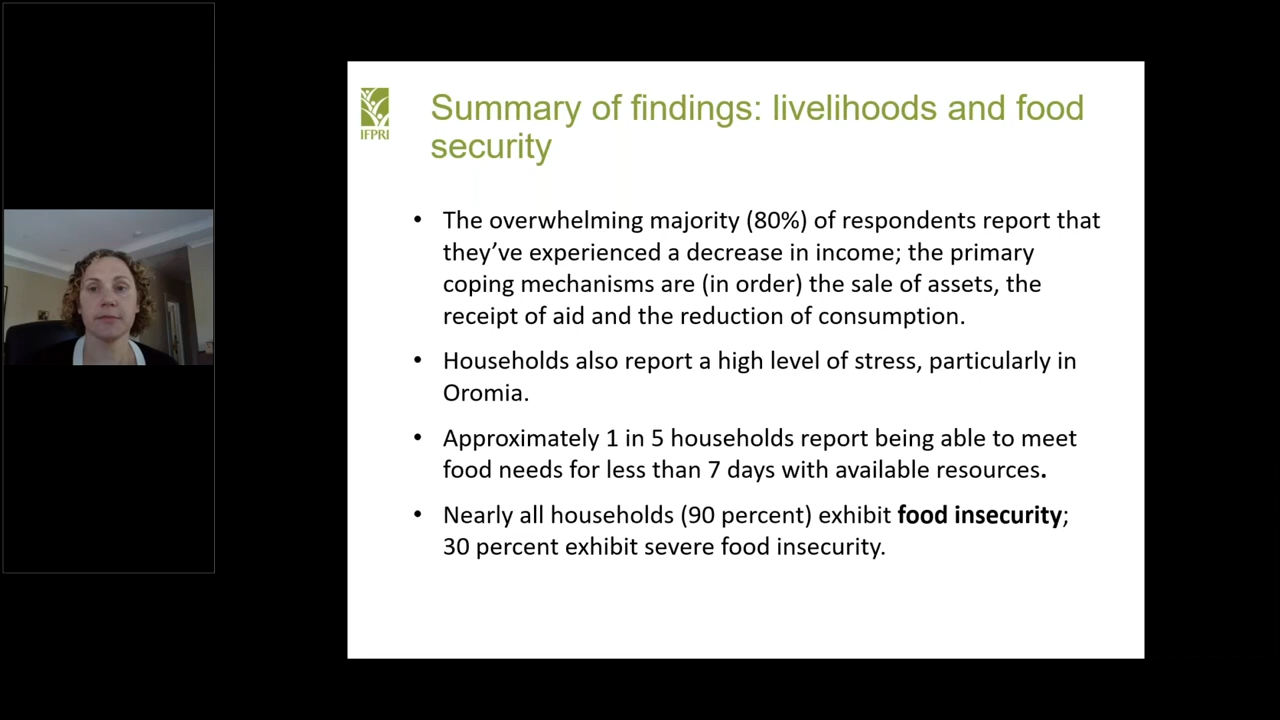 IFPRI
Summary of findings: livelihoods and food
security
• The overwhelming majority (80%) of respondents report that
they’ve experienced a decrease in income; the primary
coping mechanisms are (in order) the sale of assets, the
receipt of aid and the reduction of consumption.
• Households also report a high level of stress, particularly in
Oromia.
• Approximately 1 in 5 households report being able to meet
food needs for less than 7 days with available resources.
• Nearly all households (90 percent) exhibit food insecurity;
30 percent exhibit severe food insecurity.